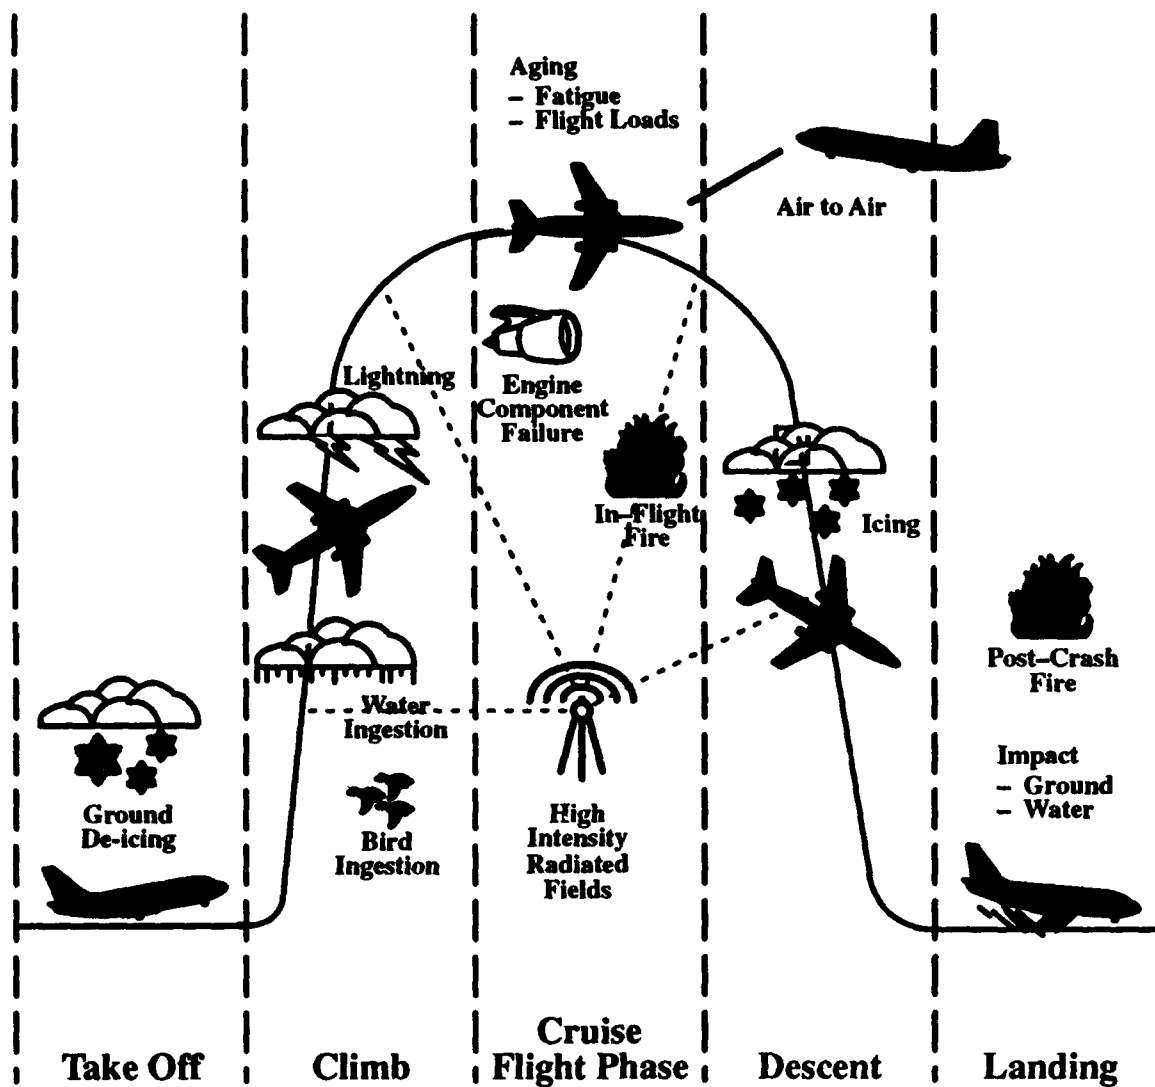 Aging
– Fatigue
– Flight Loads
Air to Air
Lightning
Engine
Component
Failure
In–Flight
Fire
Icing
Post–Crash
Fire
Water
Ingestion
Impact
– Ground
– Water
Ground
De-icing
Bird
Ingestion
High
Intensity
Radiated
Fields
Take Off
Climb
Cruise
Flight Phase
Descent
Landing